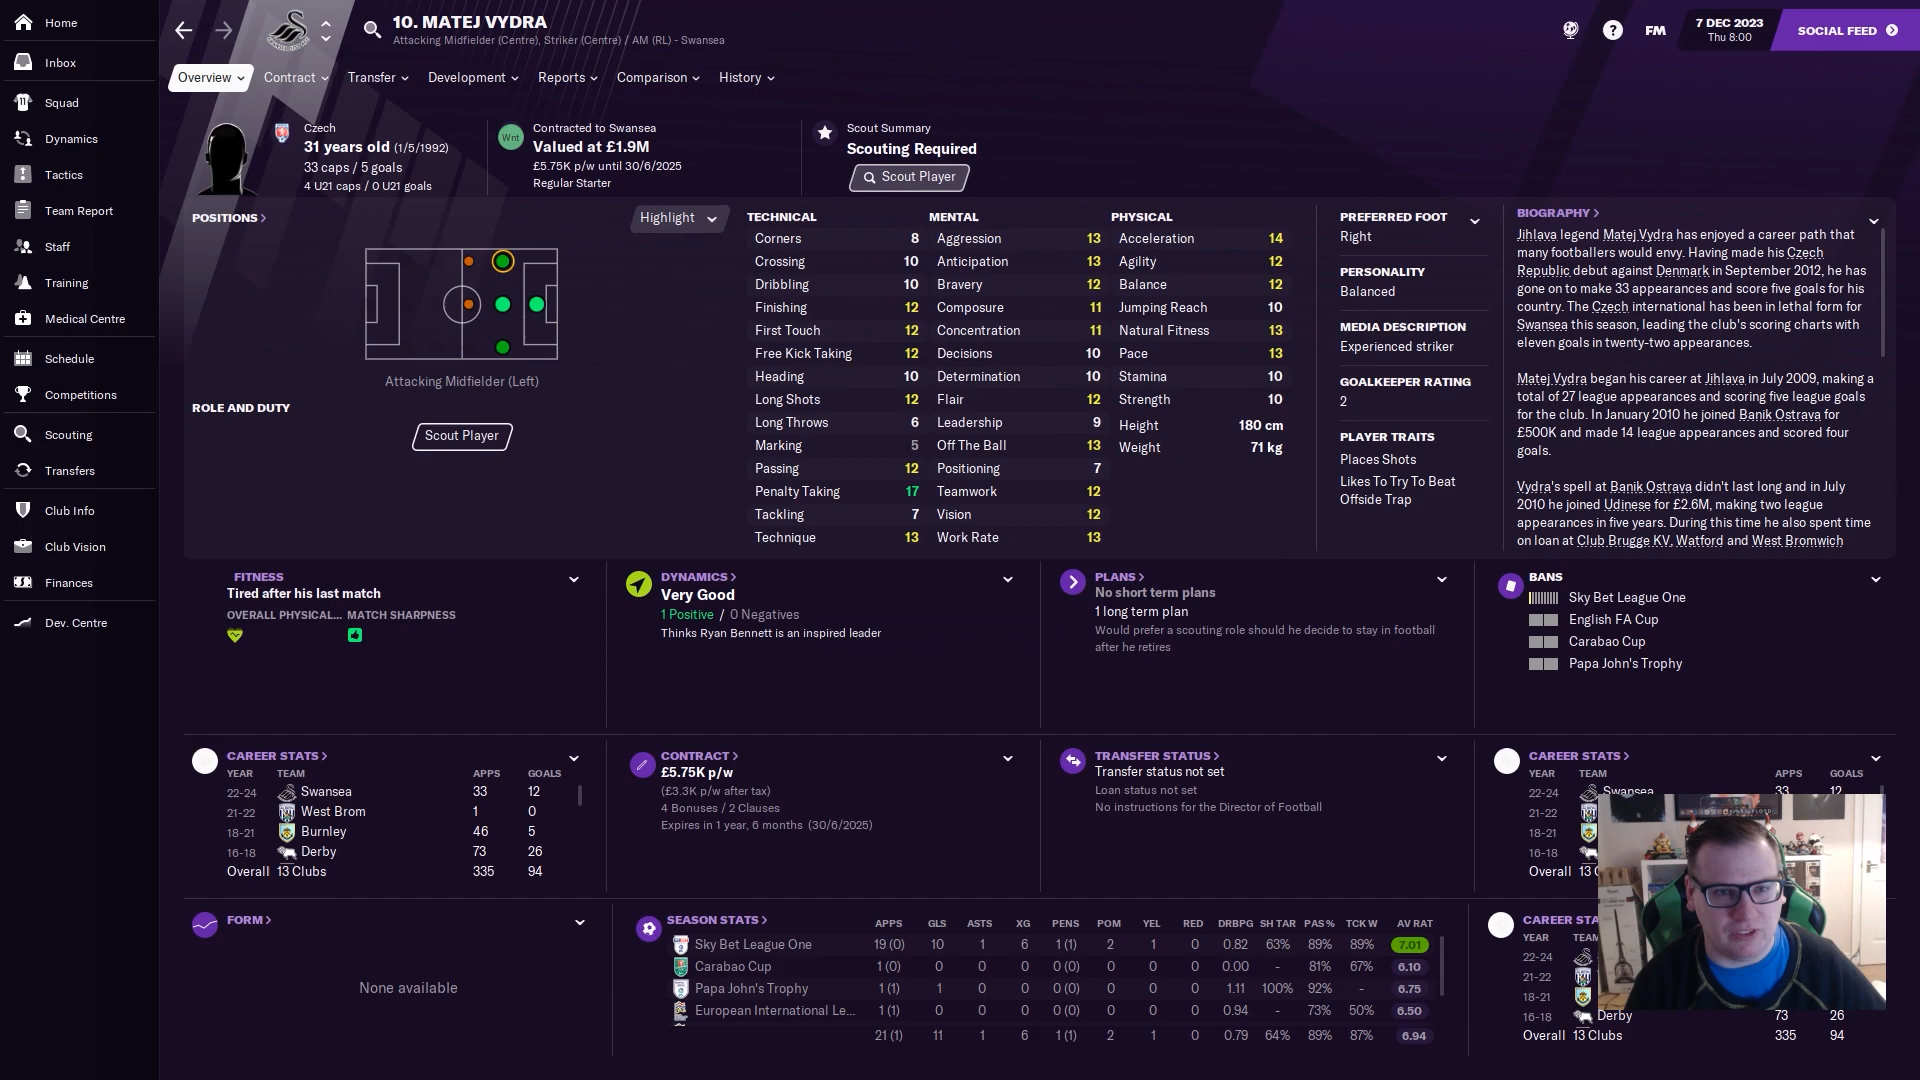 Home
Inbox
Squad
Dynamics
Tactics
Team Report
Staff
Training
Medical Centre
Schedule
Competitions
Scouting
Transfers
Club Info
Club Vision
Finances
Dev. Centre
10. MATEJ VYDRA
Attacking Midfielder (Centre), Striker (Centre) / AM (RL) - Swansea
FM
7 DEC 2023
Thu 8:00
SOCIAL FEED
Overview Contract Transfer Development Reports Comparison History
Czech
31 years old (1/5/1992)
33 caps / 5 goals
4 U21 caps / 0 U21 goals
Wnt
Contracted to Swansea
Valued at £1.9M
£5.75K p/w until 30/6/2025
Regular Starter
Scout Summary
Scouting Required
Scout Player
POSITIONS
Highlight
Attacking Midfielder (Left)
ROLE AND DUTY
Scout Player
TECHNICAL
Corners 8
Crossing 10
Dribbling 10
Finishing 12
First Touch 12
Free Kick Taking 12
Heading 10
Long Shots 12
Long Throws 6
Marking 5
Passing 12
Penalty Taking 17
Tackling 7
Technique 13
MENTAL
Aggression 13
Anticipation 13
Bravery 12
Composure 11
Concentration 11
Decisions 10
Determination 10
Flair 12
Leadership 9
Off The Ball 13
Positioning 7
Teamwork 12
Vision 12
Work Rate 13
PHYSICAL
Acceleration 14
Agility 12
Balance 12
Jumping Reach 10
Natural Fitness 13
Pace 13
Stamina 10
Strength 10
Height 180 cm
Weight 71 kg
PREFERRED FOOT
Right
PERSONALITY
Balanced
MEDIA DESCRIPTION
Experienced striker
GOALKEEPER RATING
2
PLAYER TRAITS
Places Shots
Likes To Try To Beat
Offside Trap
BIOGRAPHY
Jihlava legend Matej Vydra has enjoyed a career path that
many footballers would envy. Having made his Czech
Republic debut against Denmark in September 2012, he has
gone on to make 33 appearances and score five goals for his
country. The Czech international has been in lethal form for
Swansea this season, leading the club's scoring charts with
eleven goals in twenty-two appearances.
Matej Vydra began his career at Jihlava in July 2009, making a
total of 27 league appearances and scoring five league goals
for the club. In January 2010 he joined Banik Ostrava for
£500K and made 14 league appearances and scored four
goals.
Vydra's spell at Banik Ostrava didn't last long and in July
2010 he joined Udinese for £2.6M, making two league
appearances in five years. During this time he also spent time
on loan at Club Brugge KV, Watford and West Bromwich
FITNESS
Tired after his last match
OVERALL PHYSICAL... MATCH SHARPNESS
DYNAMICS
Very Good
1 Positive / 0 Negatives
Thinks Ryan Bennett is an inspired leader
PLANS
No short term plans
1 long term plan
Would prefer a scouting role should he decide to stay in football
after he retires
BANS
Sky Bet League One
English FA Cup
Carabao Cup
Papa John's Trophy
CAREER STATS
YEAR TEAM APPS GOALS
22-24 Swansea 33 12
21-22 West Brom 1 0
18-21 Burnley 46 5
16-18 Derby 73 26
Overall 13 Clubs 335 94
CONTRACT
£5.75K p/w
(£3.3K p/w after tax)
4 Bonuses / 2 Clauses
Expires in 1 year, 6 months (30/6/2025)
TRANSFER STATUS
Transfer status not set
Loan status not set
No instructions for the Director of Football
CAREER STATS
YEAR TEAM APPS GOALS
22-24 Swansea 33 12
21-22
18-21
16-18
Overall 13
FORM
None available
SEASON STATS APPS GLS ASTS XG PENS POM YEL RED DRBPG SH TAR PAS% TCK W AV RAT
Sky Bet League One 19 (0) 10 1 6 1 (1) 2 1 0 0.82 63% 89% 89% 7.01
Carabao Cup 1 (0) 0 0 0 0 (0) 0 0 0 0.00 - 81% 67% 6.10
Papa John's Trophy 1 (1) 1 0 0 0 (0) 0 0 0 1.11 100% 92% - 6.75
European International Le... 1 (1) 0 0 0 0 (0) 0 0 0 0.94 - 73% 50% 6.50
21 (1) 11 1 6 1 (1) 2 1 0 0.79 64% 89% 87% 6.94
CAREER STA
YEAR TEAM
22-24
21-22
18-21
16-18 Derby 73 26
Overall 13 Clubs 335 94